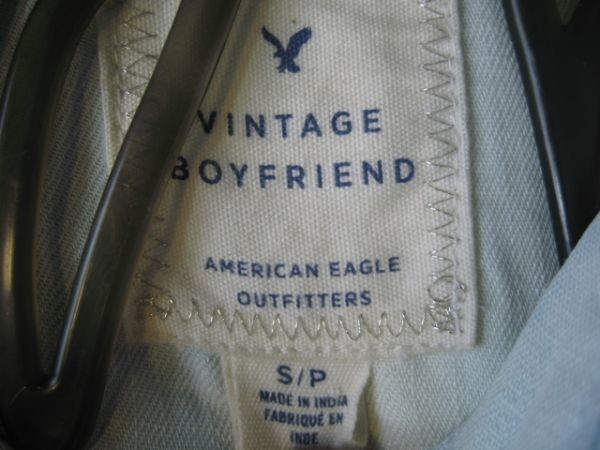 VINTAGE
BOYFRIEND
AMERICAN EAGLE
OUTFITTERS
S/P
MADE IN INDIA
FABRIQUÉ EN
INDE